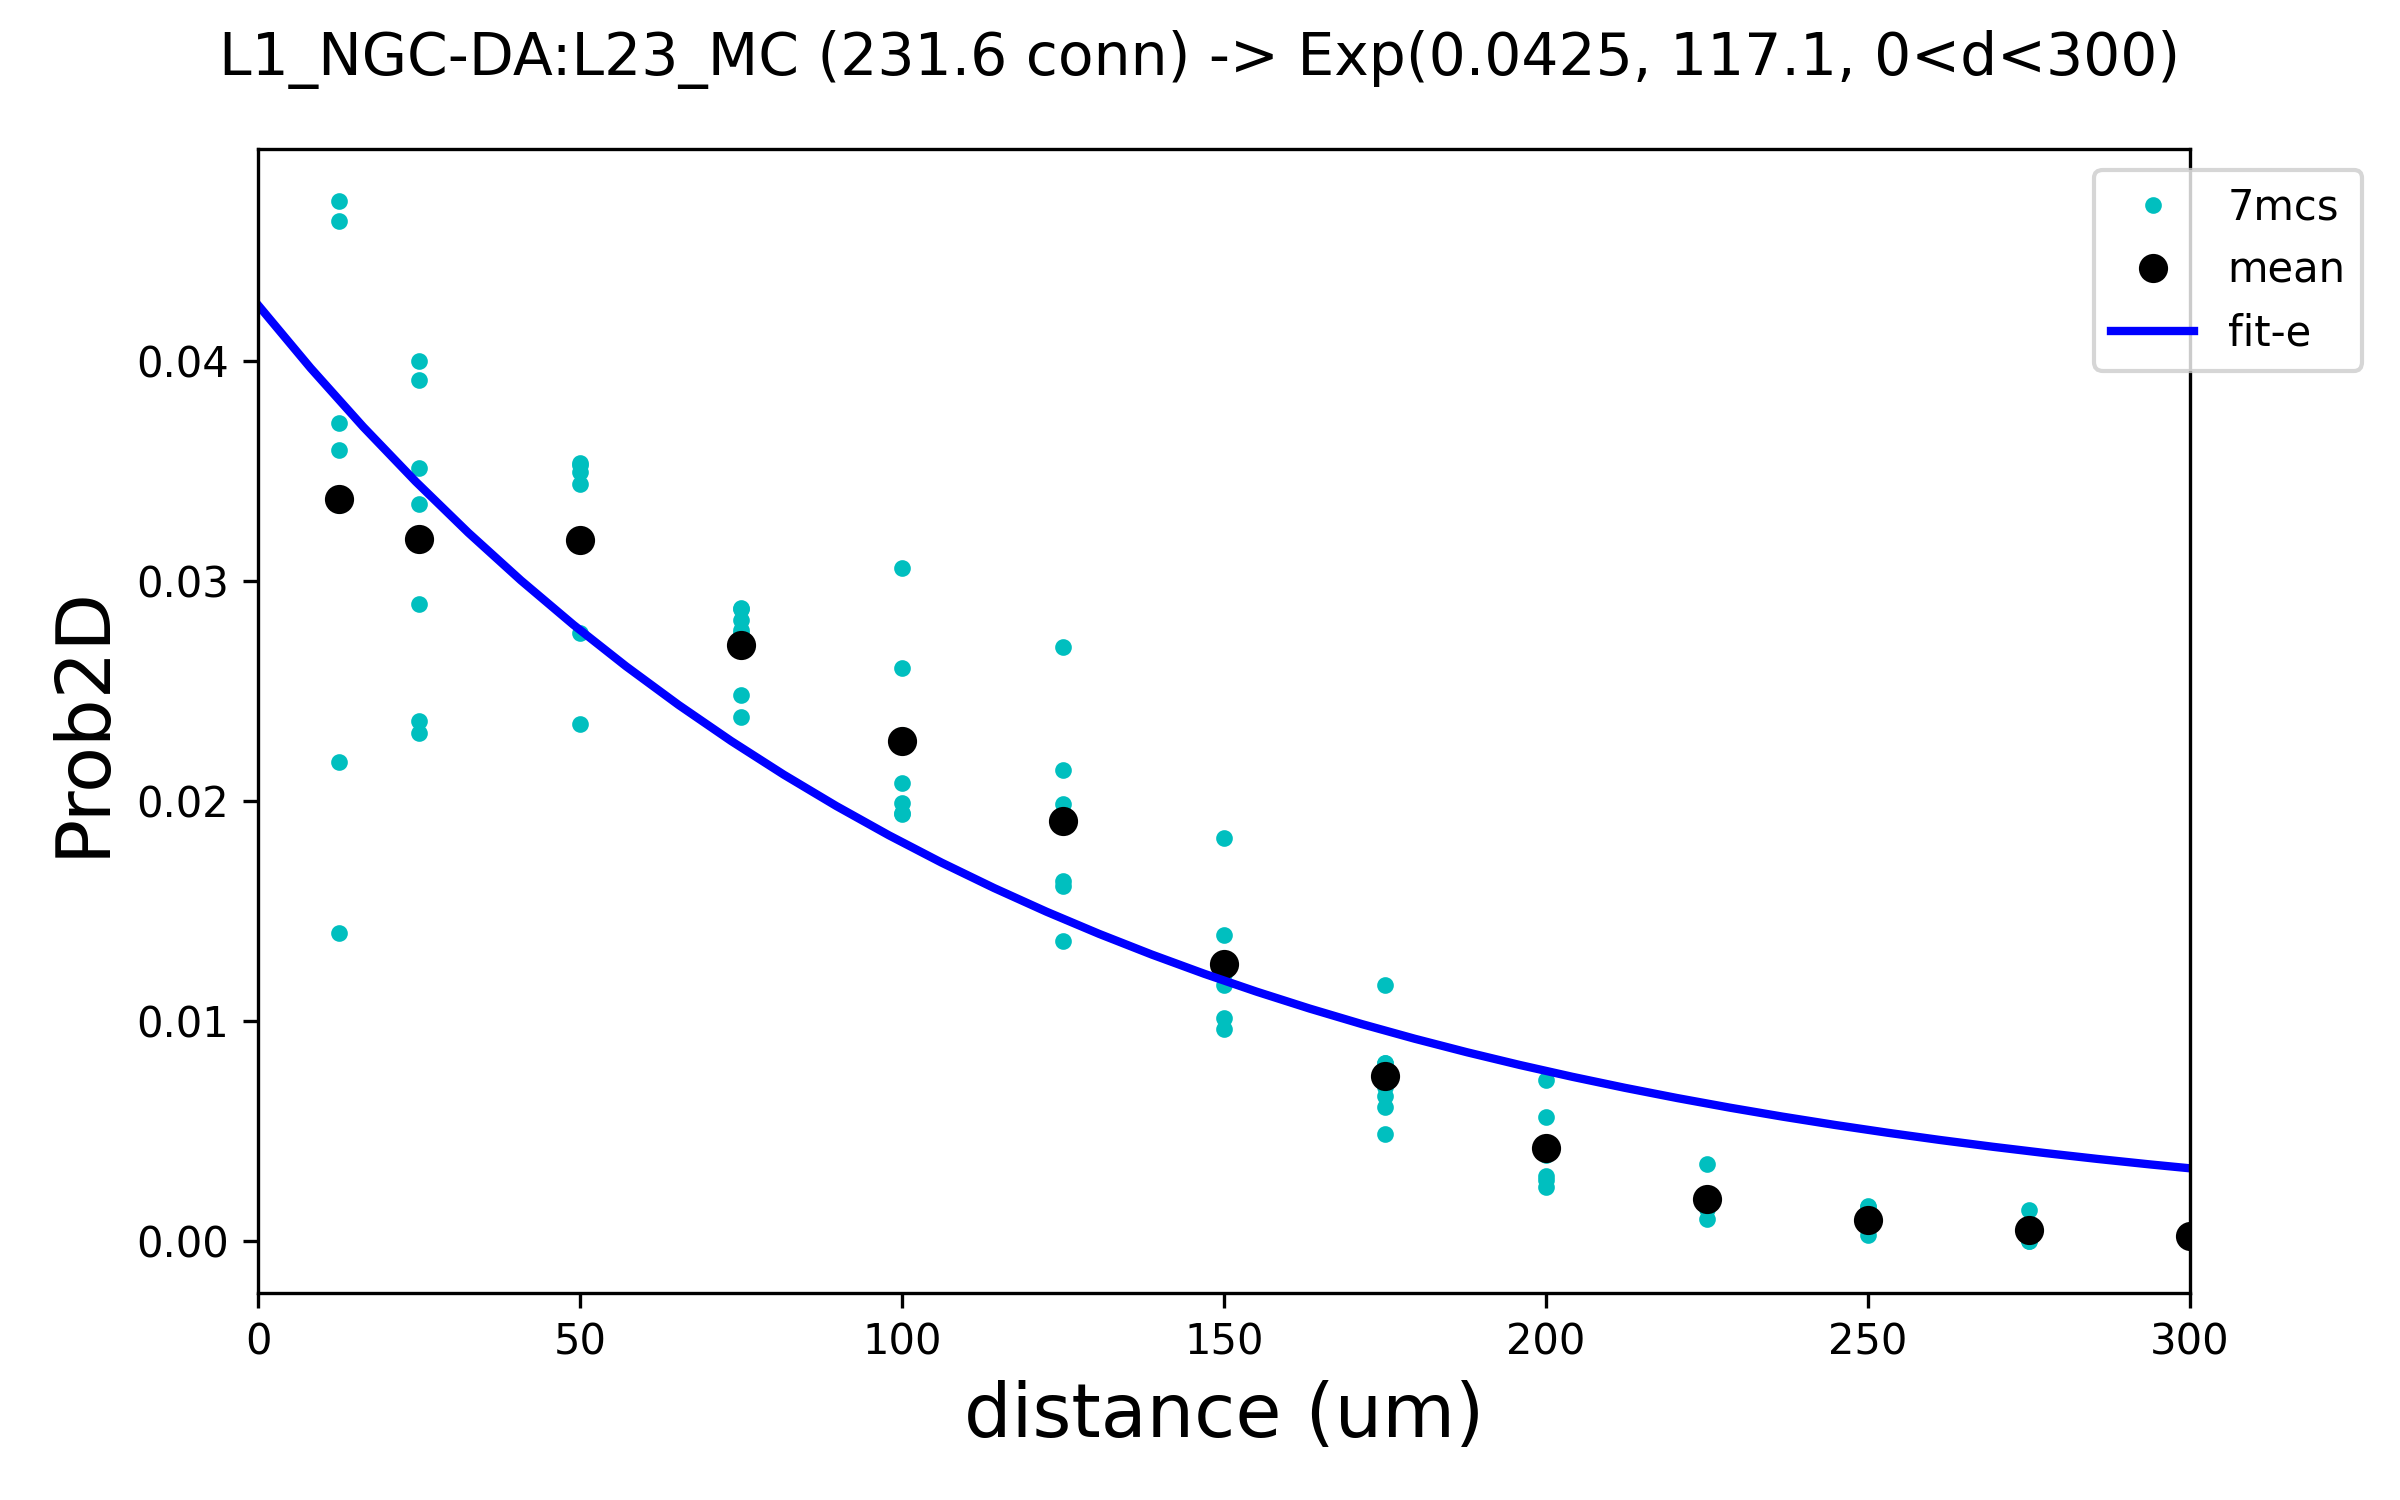 L1_NGC-DA:L23_MC (231.6 conn) -> Exp(0.0425, 117.1, 0<d<300)
7mcs
mean
fit-e
Prob2D
0.04
0.03
0.02
0.01
0.00
0 50 100 150 200 250 300
distance (um)